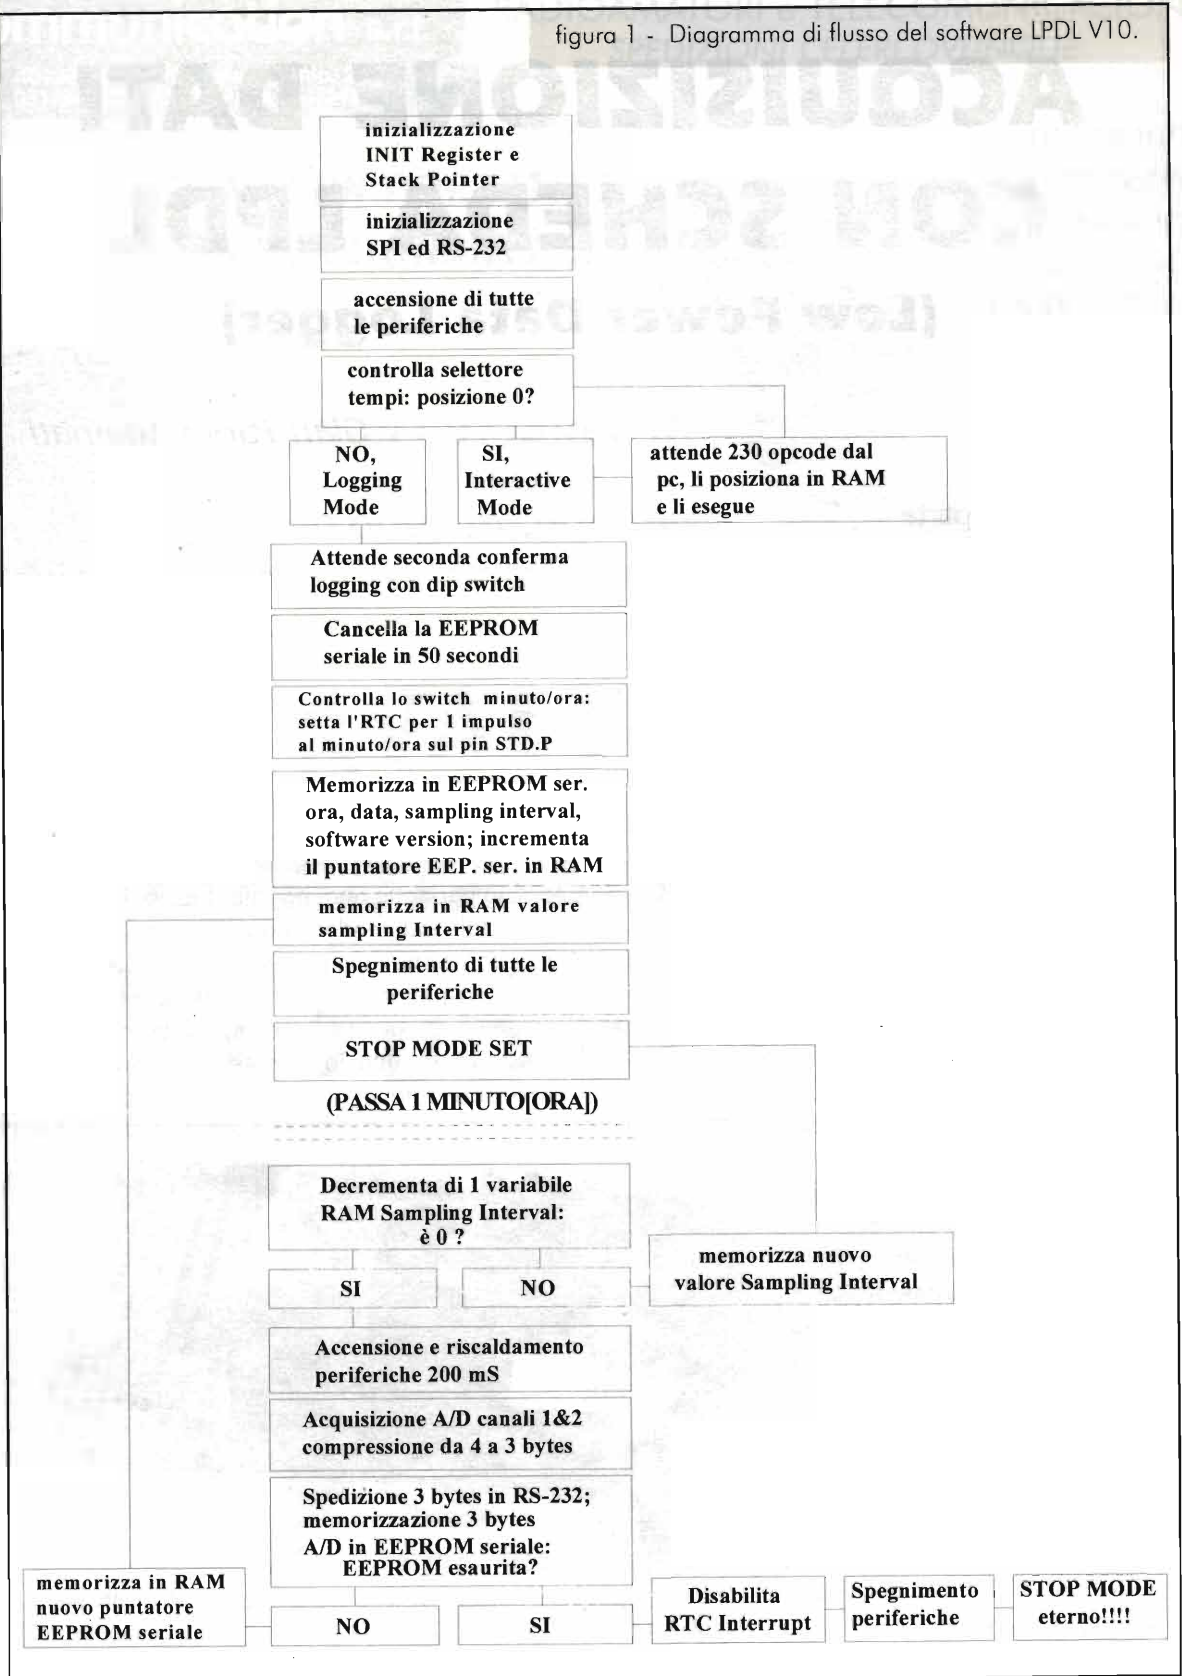 figura 1 - Diagramma di flusso del software LPDL V10.
inizializzazione
INIT Register e
Stack Pointer
inizializzazione
SPI ed RS-232
accensione di tutte
le periferiche
controlla selettore
tempi: posizione 0?
NO,
Logging
Mode
SI,
Interactive
Mode
attende 230 opcode dal
pc, li posiziona in RAM
e li esegue
Attende seconda conferma
logging con dip switch
Cancella la EEPROM
seriale in 50 secondi
Controlla lo switch minuto/ora:
setta l'RTC per 1 impulso
al minuto/ora sul pin STD.P
Memorizza in EEPROM ser.
ora, data, sampling interval,
software version; incrementa
il puntatore EEP. ser. in RAM
memorizza in RAM valore
sampling Interval
Spegnimento di tutte le
periferiche
STOP MODE SET
(PASSA 1 MINUTO[ORA])
Decrementa di 1 variabile
RAM Sampling Interval:
è 0 ?
SI
NO
memorizza nuovo
valore Sampling Interval
Accensione e riscaldamento
periferiche 200 mS
Acquisizione A/D canali 1&2
compressione da 4 a 3 bytes
Spedizione 3 bytes in RS-232;
memorizzazione 3 bytes
A/D in EEPROM seriale:
EEPROM esaurita?
memorizza in RAM
nuovo puntatore
EEPROM seriale
NO
SI
Disabilita
RTC Interrupt
Spegnimento
periferiche
STOP MODE
eterno!!!!